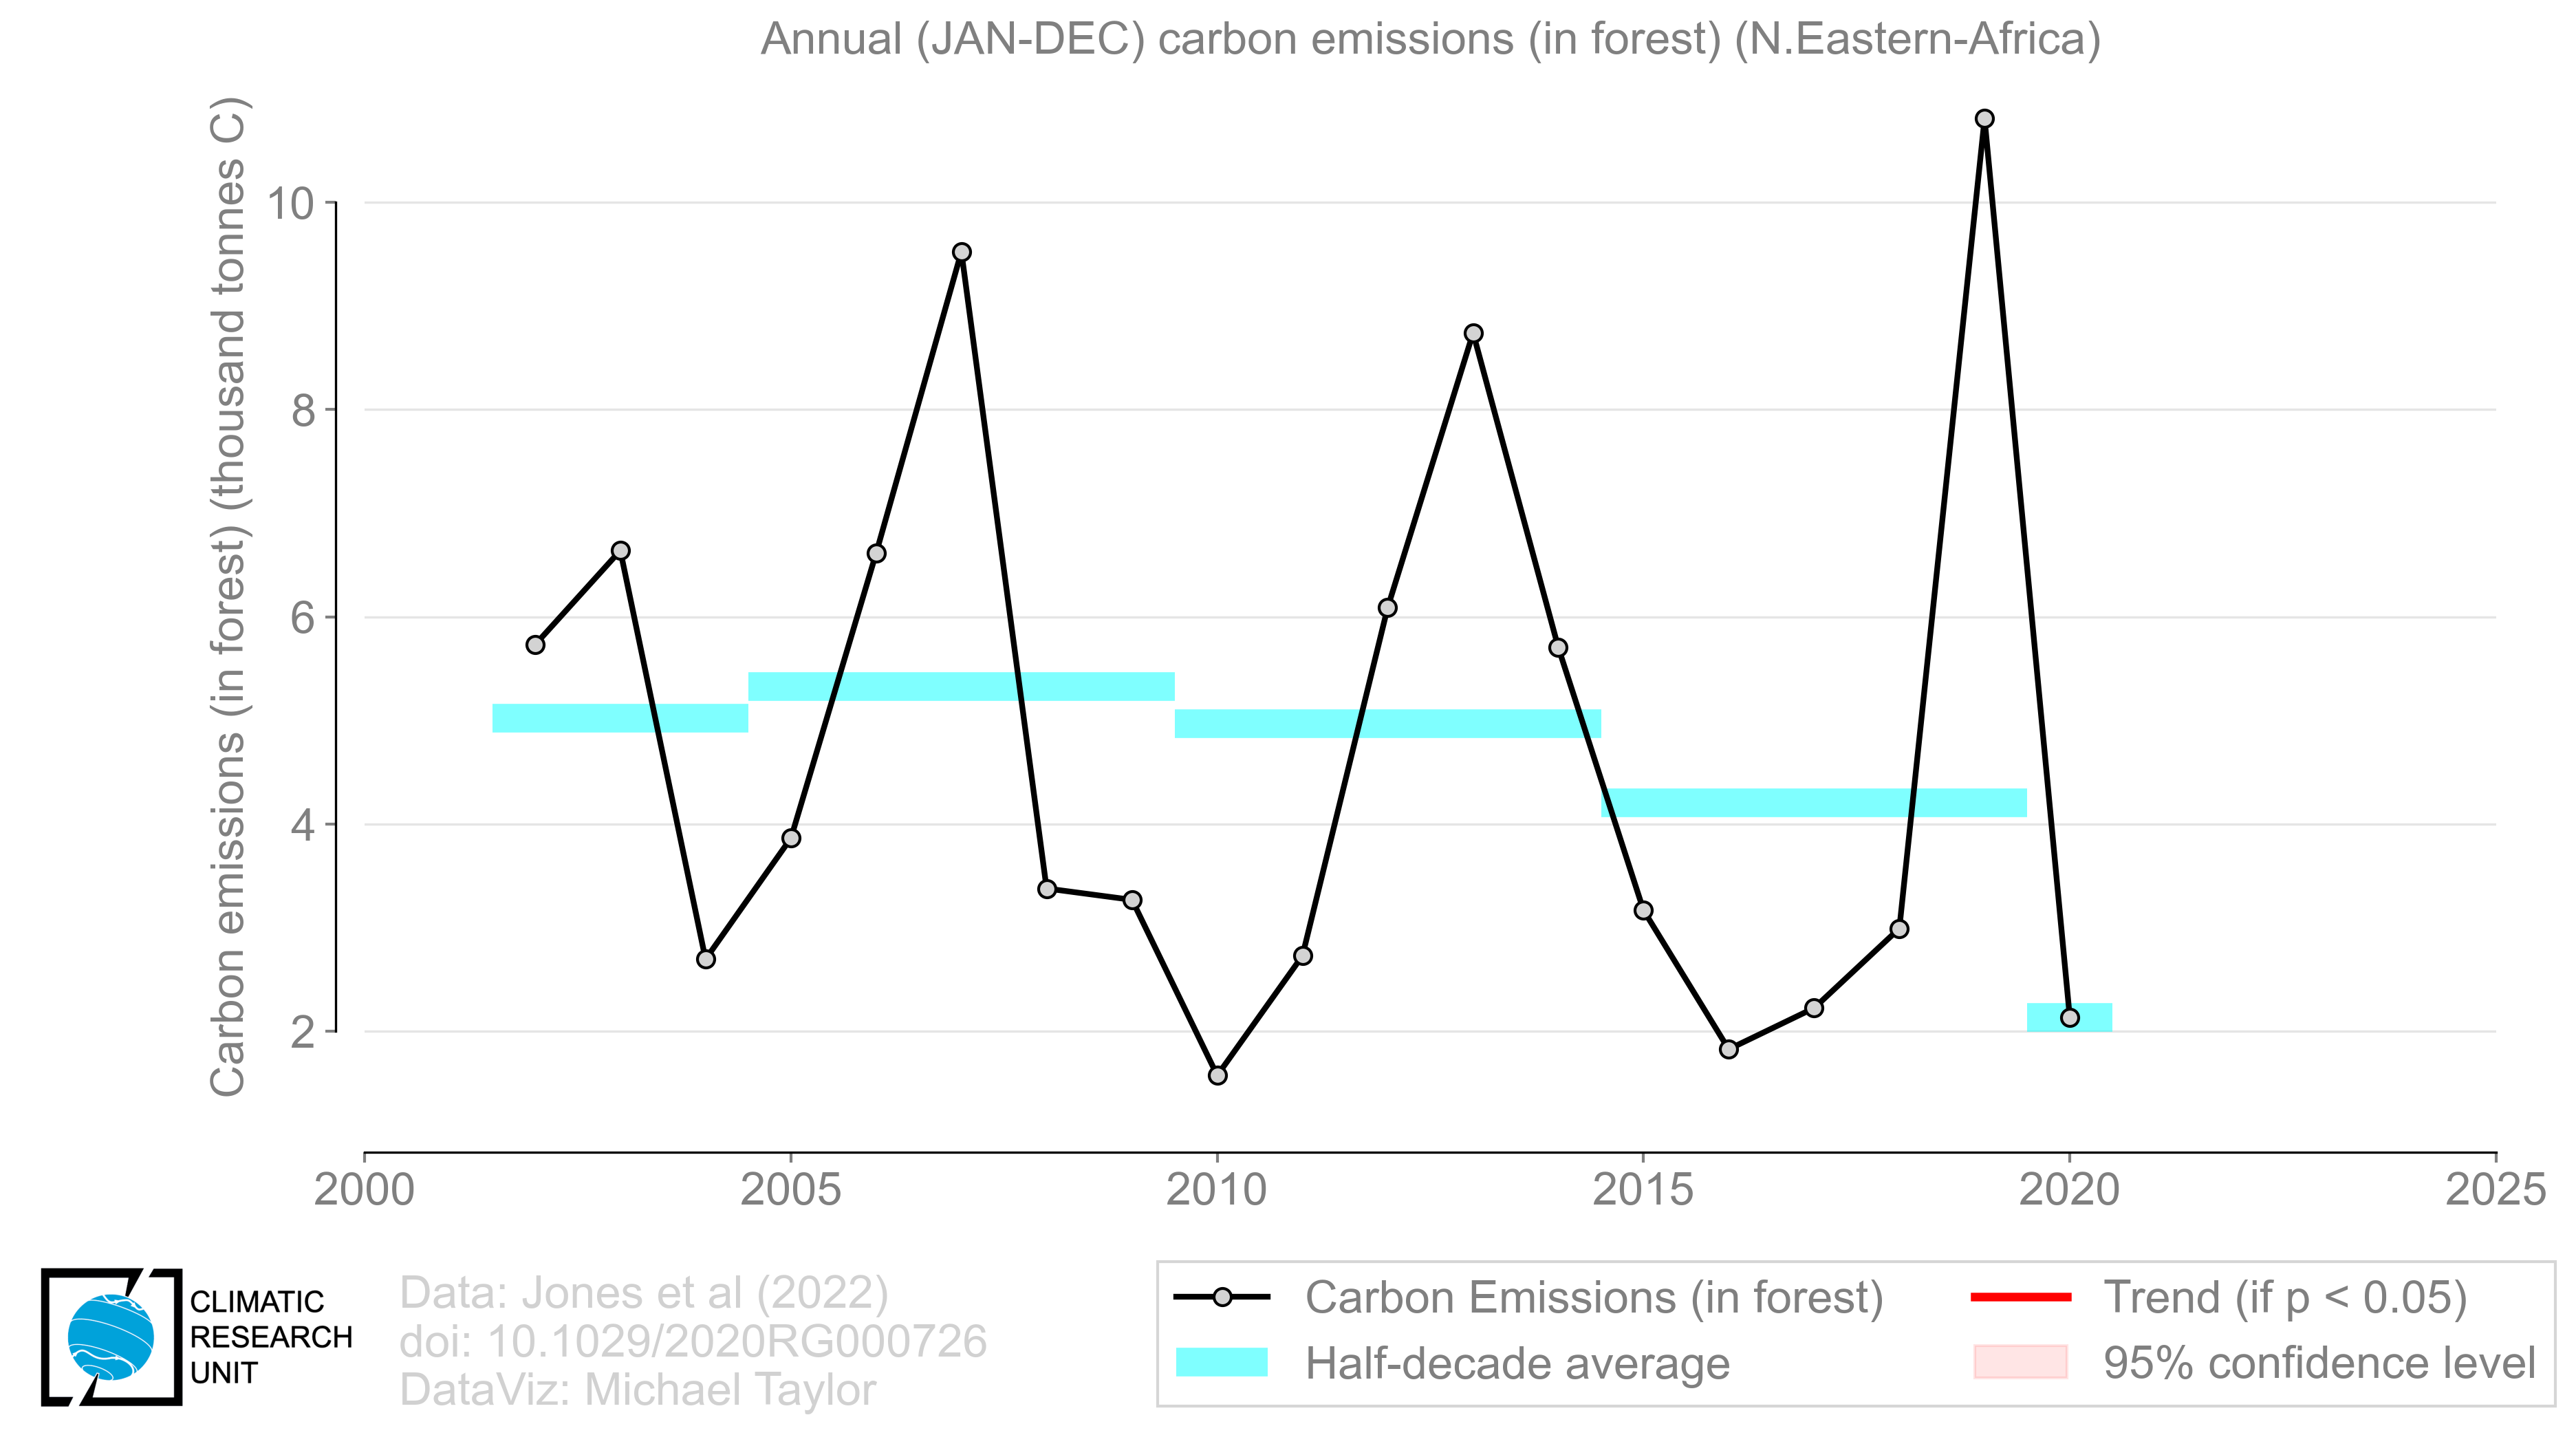 Annual (JAN-DEC) carbon emissions (in forest) (N.Eastern-Africa)
Carbon emissions (in forest) (thousand tonnes C)
10
8
6
4
2
2000
2005
2010
2015
2020
2025
CLIMATIC
RESEARCH
UNIT
Data: Jones et al (2022)
doi: 10.1029/2020RG000726
DataViz: Michael Taylor
Carbon Emissions (in forest)
Half-decade average
Trend (if p < 0.05)
95% confidence level